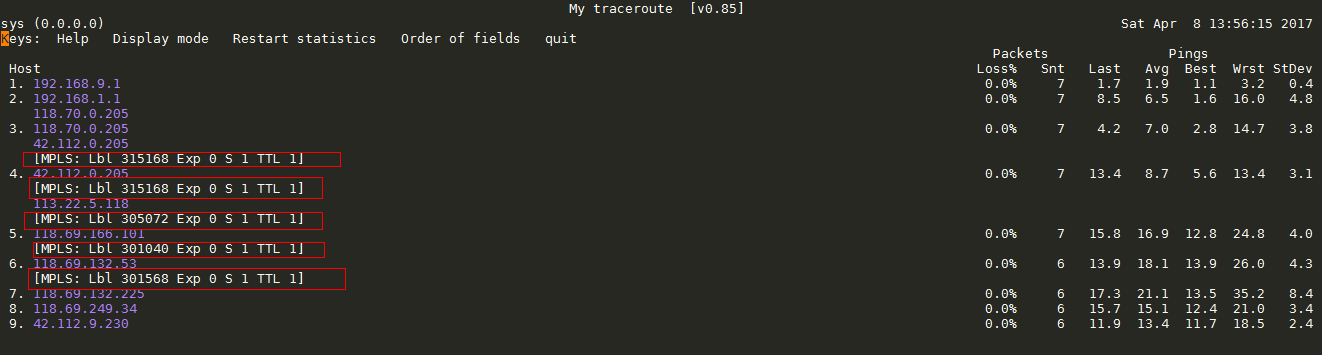 My traceroute [v0.85]
sys (0.0.0.0) Sat Apr 8 13:56:15 2017
Keys: Help Display mode Restart statistics Order of fields quit
Packets Pings
Host Loss% Snt Last Avg Best Wrst StDev
1. 192.168.9.1 0.0% 7 1.7 1.9 1.1 3.2 0.4
2. 192.168.1.1 0.0% 7 8.5 6.5 1.6 16.0 4.8
118.70.0.205
3. 118.70.0.205 0.0% 7 4.2 7.0 2.8 14.7 3.8
42.112.0.205
[MPLS: Lbl 315168 Exp 0 S 1 TTL 1]
4. 42.112.0.205 0.0% 7 13.4 8.7 5.6 13.4 3.1
[MPLS: Lbl 315168 Exp 0 S 1 TTL 1]
113.22.5.118
[MPLS: Lbl 305072 Exp 0 S 1 TTL 1]
5. 118.69.166.101 0.0% 7 15.8 16.9 12.8 24.8 4.0
[MPLS: Lbl 301040 Exp 0 S 1 TTL 1]
6. 118.69.132.53 0.0% 6 13.9 18.1 13.9 26.0 4.3
[MPLS: Lbl 301568 Exp 0 S 1 TTL 1]
7. 118.69.132.225 0.0% 6 17.3 21.1 13.5 35.2 8.4
8. 118.69.249.34 0.0% 6 15.7 15.1 12.4 21.0 3.4
9. 42.112.9.230 0.0% 6 11.9 13.4 11.7 18.5 2.4